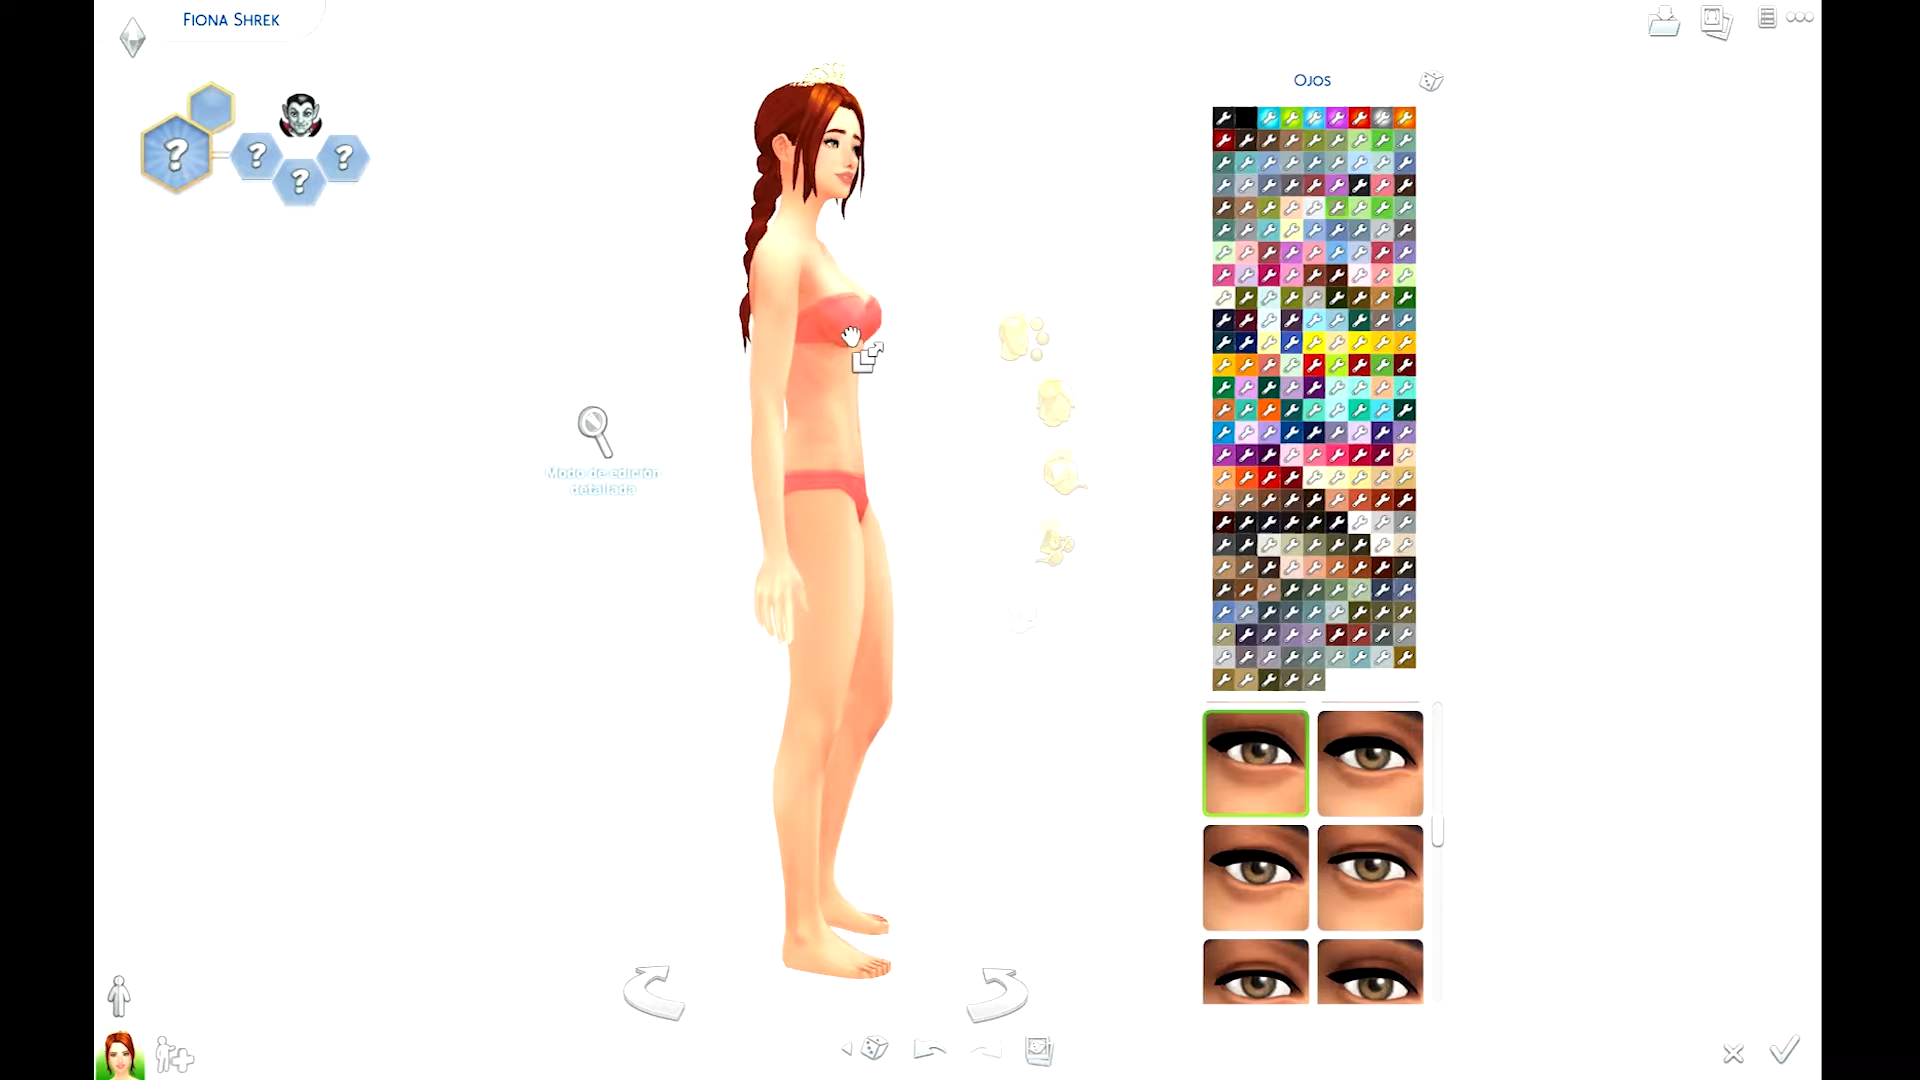 Fiona Shrek
Ojos
?
?
?
?
Modo de edición
detallada